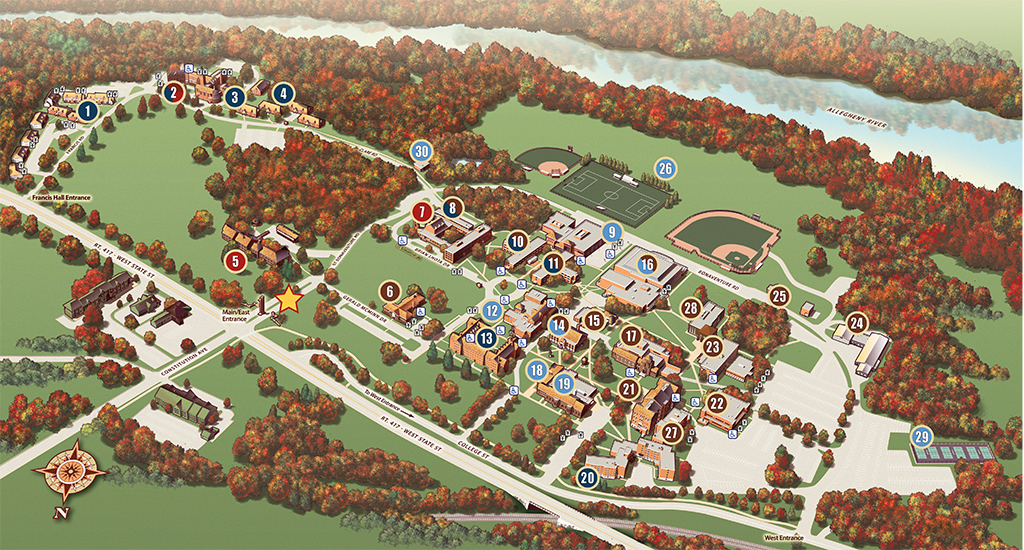 ALLEGHENY RIVER
1
2
3
4
Francis Hall Entrance
CLARE RD
30
26
RT. 417 - WEST STATE ST
7
8
9
5
10
11
16
BONAVENTURE RD
25
Main/East
Entrance
6
GERALD MCMINN DR
12
13
14
15
28
24
17
23
CONSTITUTION AVE
18
19
21
22
To West Entrance
RT. 417 - WEST STATE ST
COLLEGE ST
27
20
29
N
West Entrance